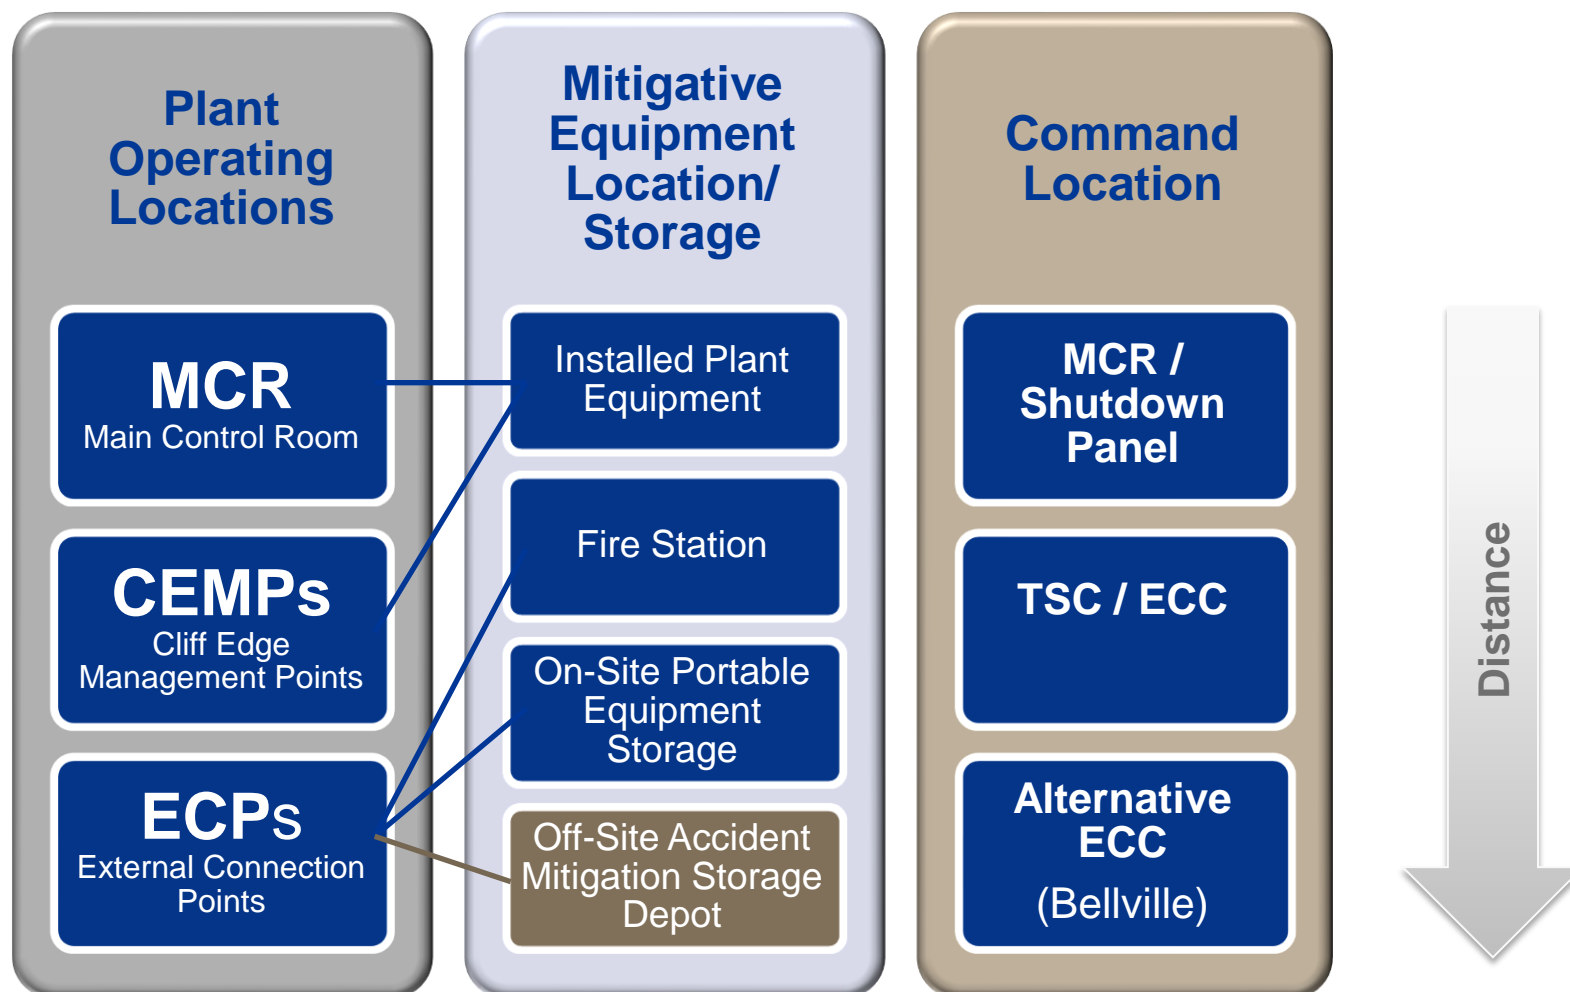 Plant
Operating
Locations
MCR
Main Control Room
CEMPs
Cliff Edge
Management Points
ECPs
External Connection
Points
Mitigative
Equipment
Location/
Storage
Installed Plant
Equipment
Fire Station
On-Site Portable
Equipment
Storage
Off-Site Accident
Mitigation Storage
Depot
Command
Location
MCR /
Shutdown
Panel
TSC / ECC
Alternative
ECC
(Bellville)
Distance